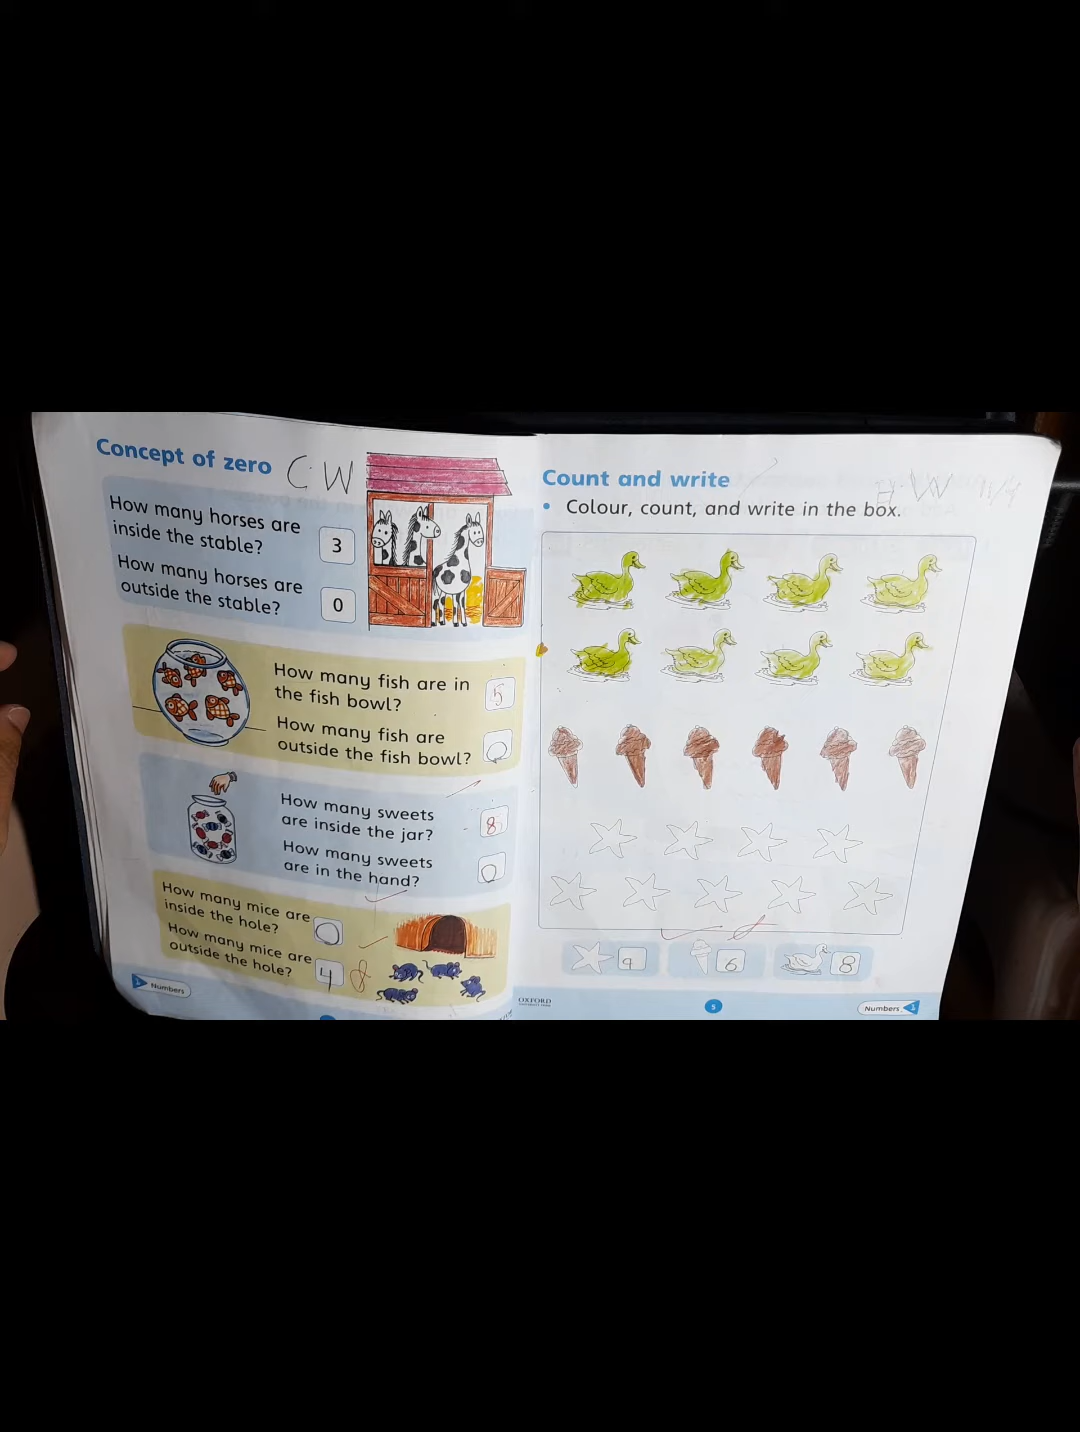 Concept of zero C.W
How many horses are
inside the stable?
3
How many horses are
outside the stable?
0
How many fish are in
the fish bowl?
5
How many fish are
outside the fish bowl?
0
How many sweets
are inside the jar?
8
How many sweets
are in the hand?
0
How many mice are
inside the hole?
0
How many mice are
outside the hole?
4
1 Numbers
Count and write
H.W
• Colour, count, and write in the box.
9
6
8
OXFORD
UNIVERSITY PRESS
5
Numbers 1